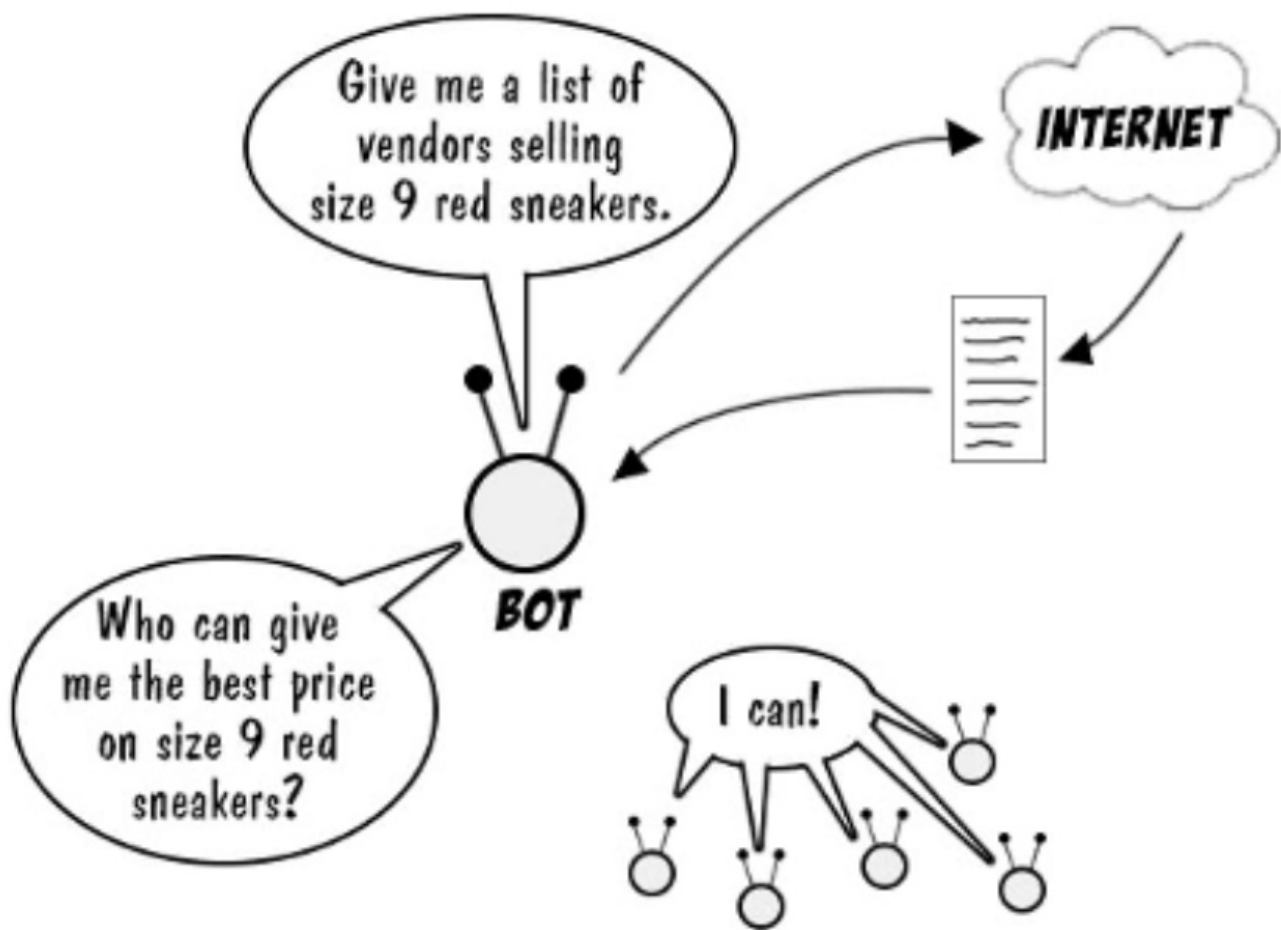 Give me a list of
vendors selling
size 9 red sneakers.
INTERNET
BOT
Who can give
me the best price
on size 9 red
sneakers?
I can!